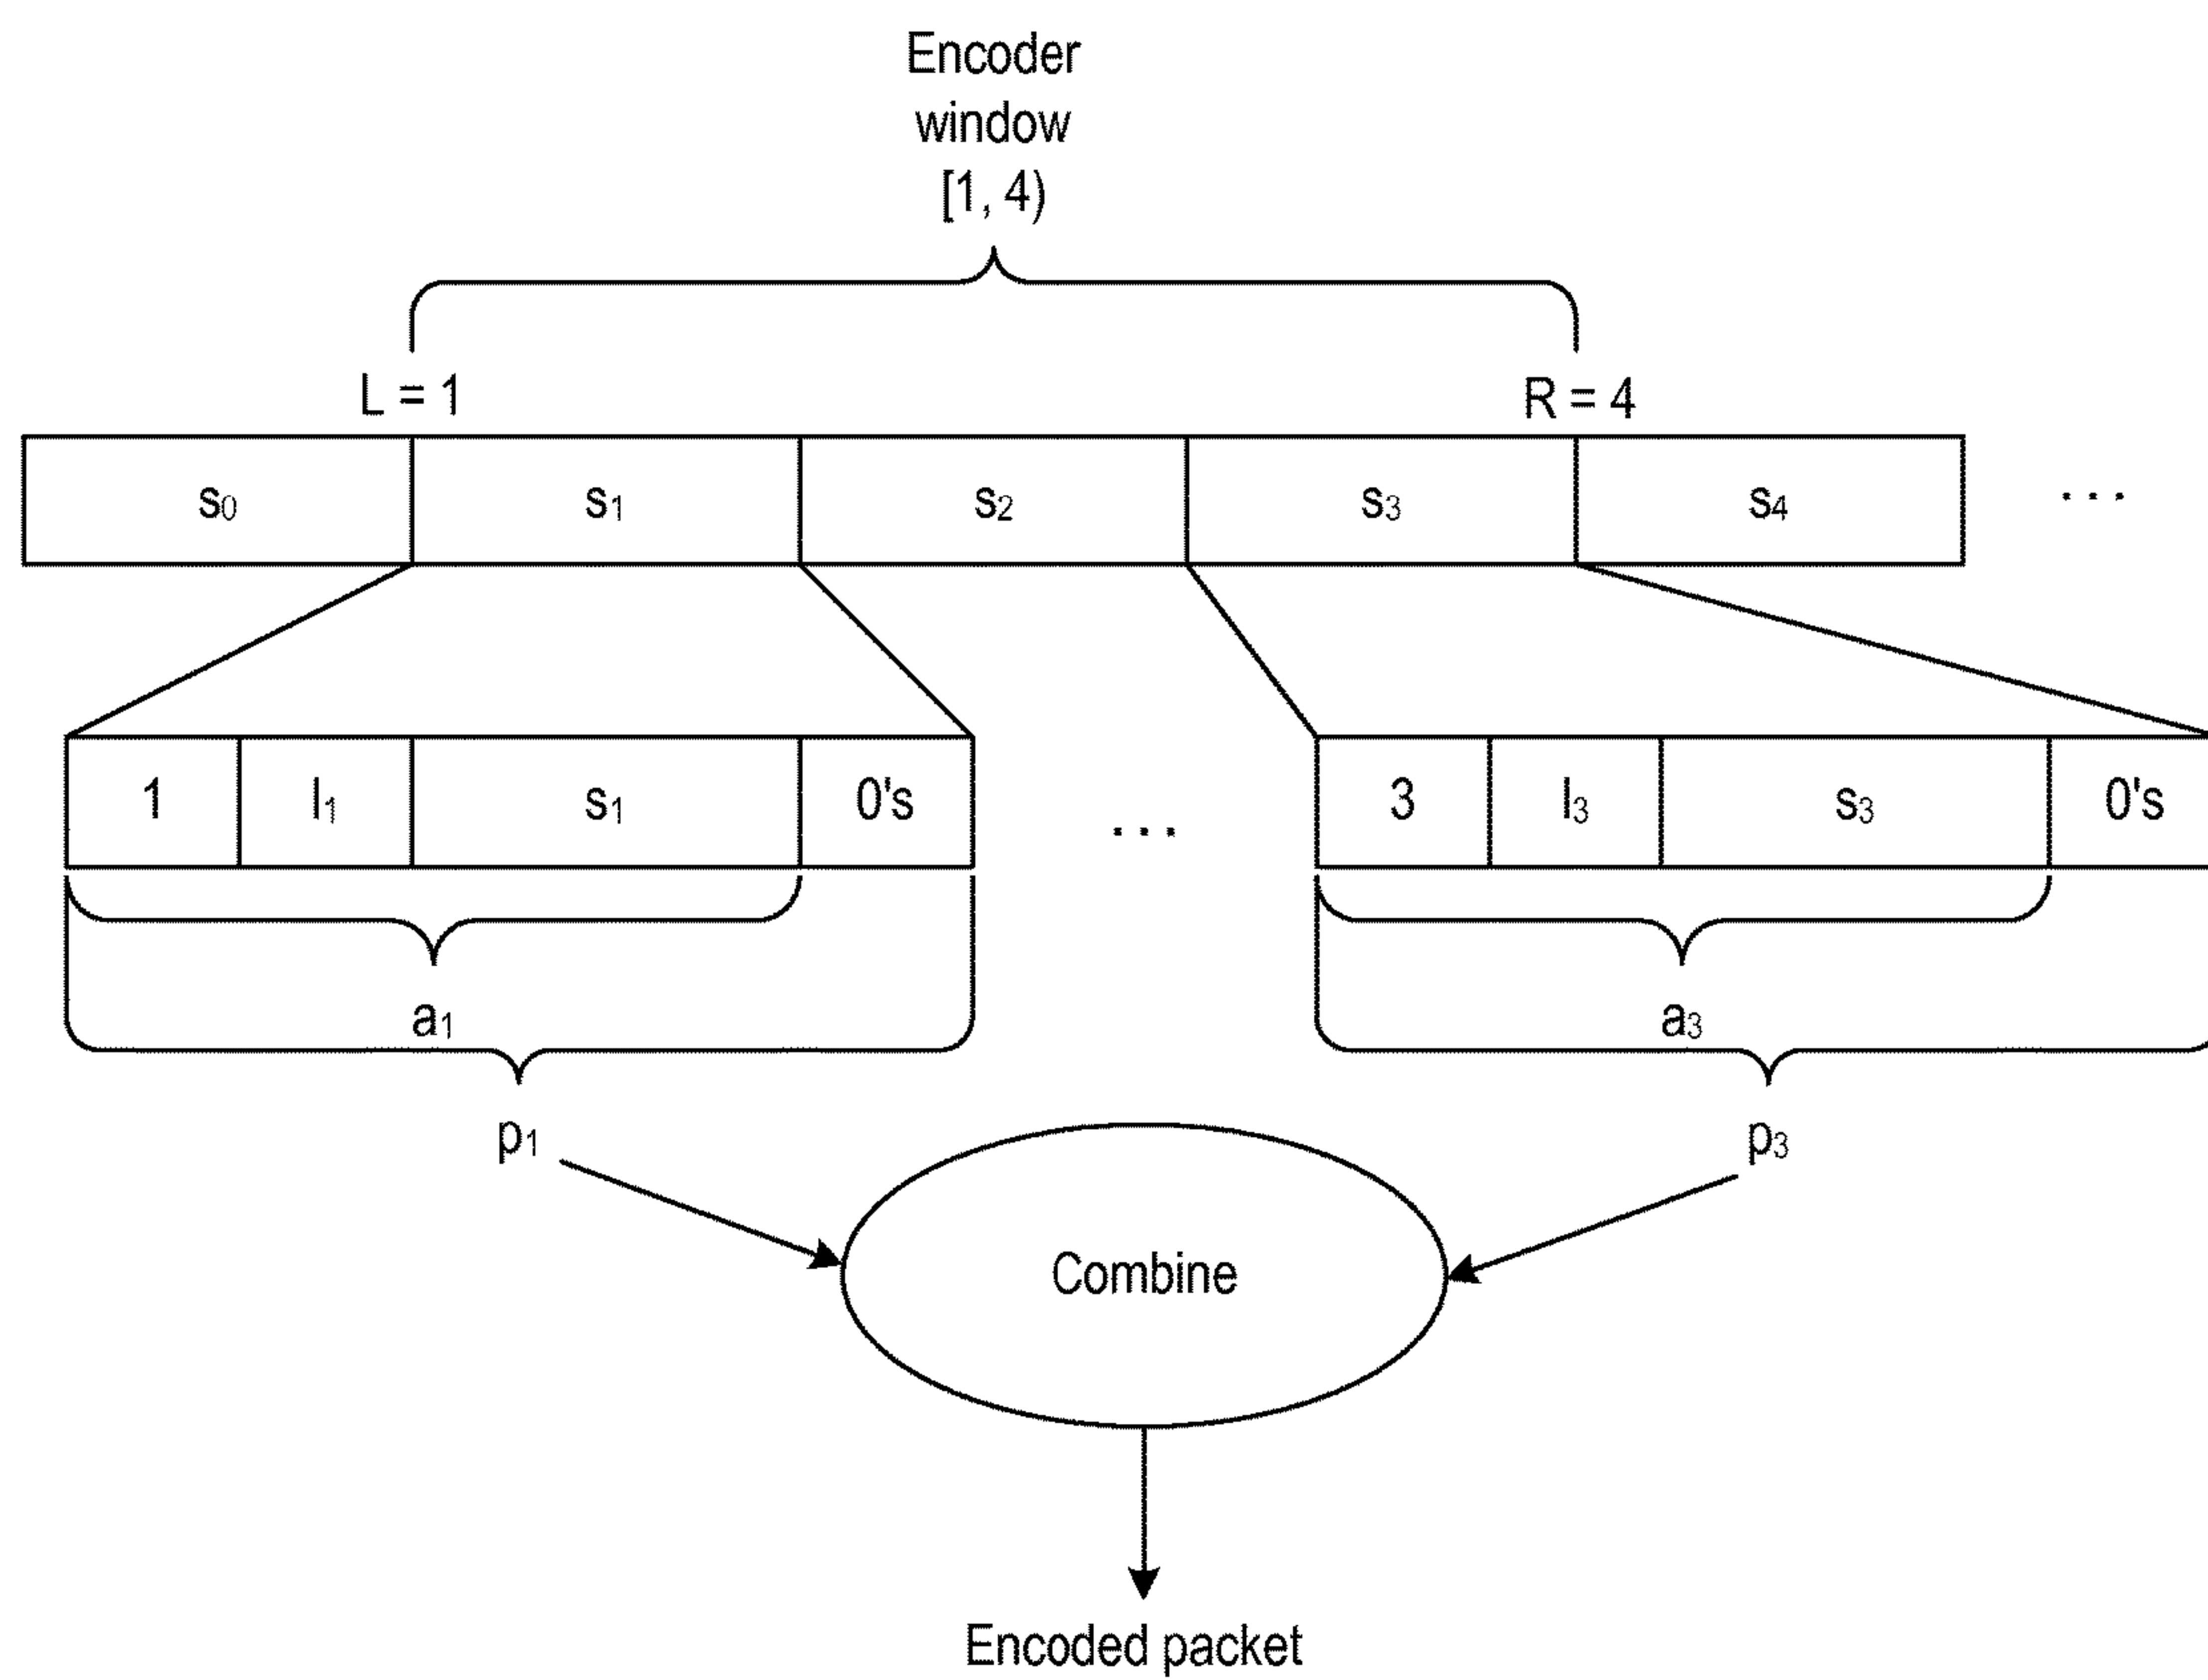 Encoder
window
[1, 4)
L = 1 R = 4
s₀ s₁ s₂ s₃ s₄ ...
1 l₁ s₁ 0's ... 3 l₃ s₃ 0's
a₁ a₃
p₁ p₃
Combine
Encoded packet